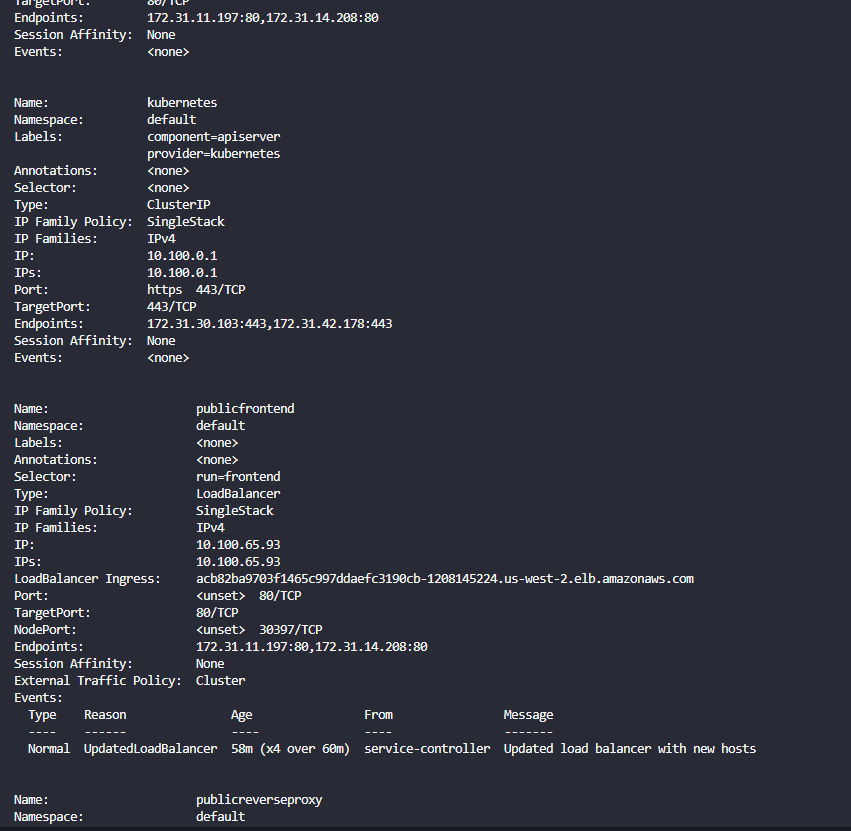 TargetPort: 80/TCP
Endpoints: 172.31.11.197:80,172.31.14.208:80
Session Affinity: None
Events: <none>
Name: kubernetes
Namespace: default
Labels: component=apiserver
provider=kubernetes
Annotations: <none>
Selector: <none>
Type: ClusterIP
IP Family Policy: SingleStack
IP Families: IPv4
IP: 10.100.0.1
IPs: 10.100.0.1
Port: https 443/TCP
TargetPort: 443/TCP
Endpoints: 172.31.30.103:443,172.31.42.178:443
Session Affinity: None
Events: <none>
Name: publicfrontend
Namespace: default
Labels: <none>
Annotations: <none>
Selector: run=frontend
Type: LoadBalancer
IP Family Policy: SingleStack
IP Families: IPv4
IP: 10.100.65.93
IPs: 10.100.65.93
LoadBalancer Ingress: acb82ba9703f1465c997ddaefc3190cb-1208145224.us-west-2.elb.amazonaws.com
Port: <unset> 80/TCP
TargetPort: 80/TCP
NodePort: <unset> 30397/TCP
Endpoints: 172.31.11.197:80,172.31.14.208:80
Session Affinity: None
External Traffic Policy: Cluster
Events:
Type Reason Age From Message
---- ------ ---- ---- -------
Normal UpdatedLoadBalancer 58m (x4 over 60m) service-controller Updated load balancer with new hosts
Name: publicreverseproxy
Namespace: default